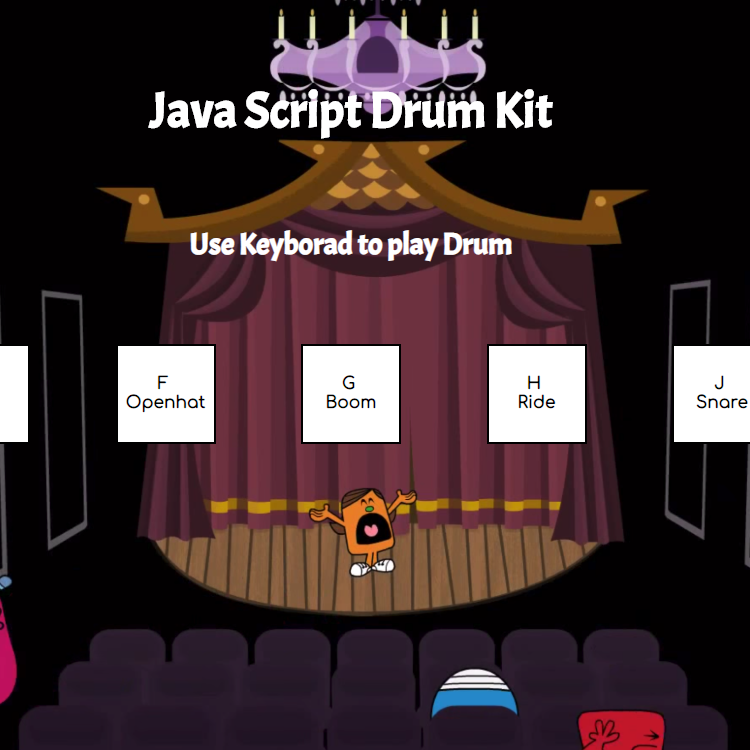 Java Script Drum Kit
Use Keyborad to play Drum
F
Openhat
G
Boom
H
Ride
J
Snare